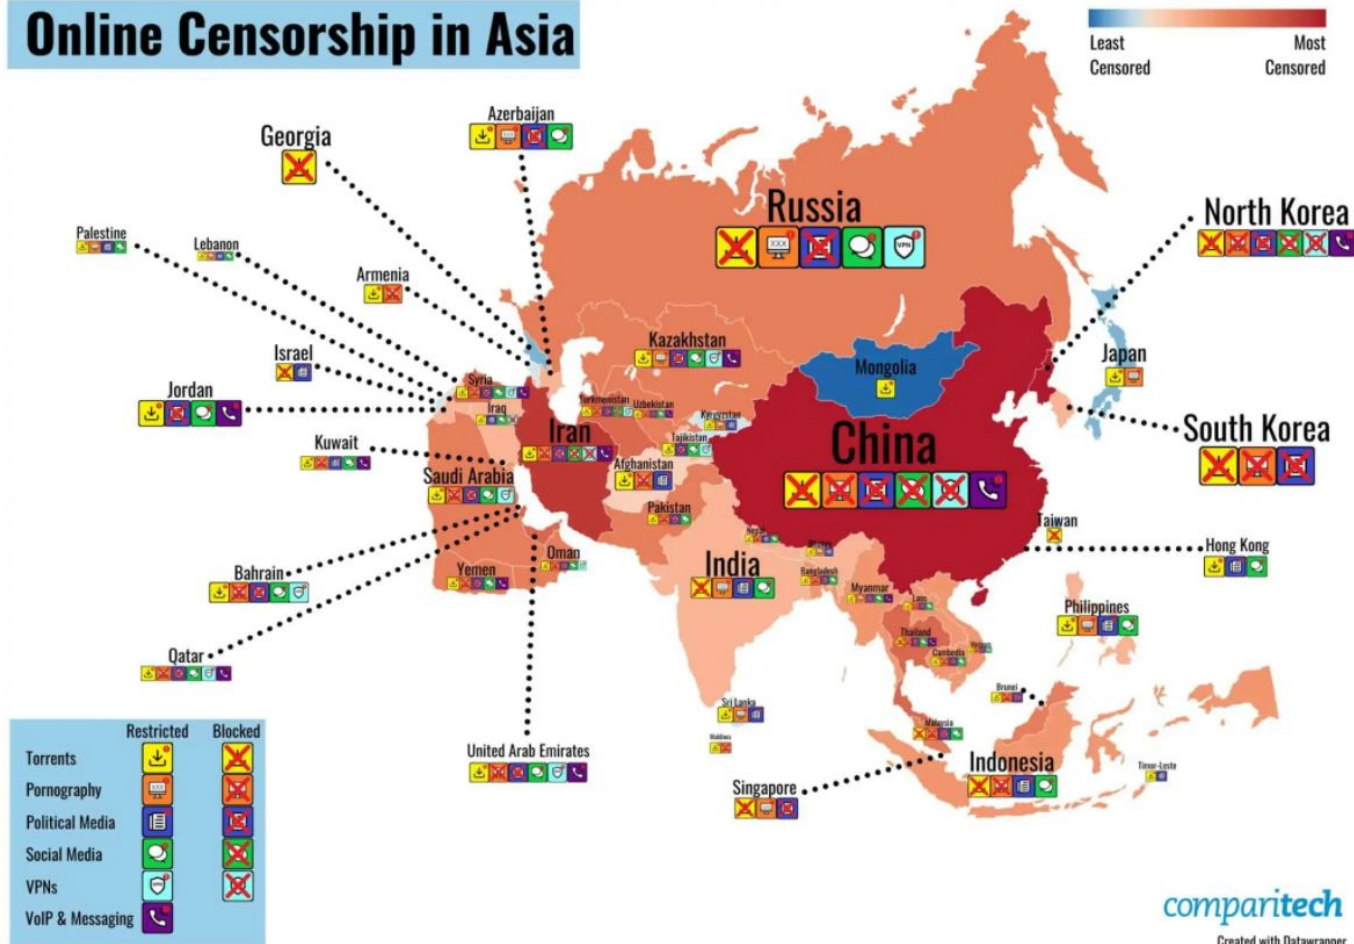 Online Censorship in Asia
Least
Censored
Most
Censored
Azerbaijan
Georgia
Russia
North Korea
Palestine
Lebanon
Armenia
Kazakhstan
Mongolia
Japan
Israel
Jordan
Syria
Iraq
Turkmenistan
Uzbekistan
Kyrgyzstan
Tajikistan
China
South Korea
Kuwait
Iran
Saudi Arabia
Afghanistan
Pakistan
Taiwan
Hong Kong
Nepal
Bhutan
Bahrain
Oman
Yemen
India
Bangladesh
Myanmar
Laos
Philippines
Thailand
Cambodia
Vietnam
Qatar
Brunei
Sri Lanka
Maldives
Malaysia
United Arab Emirates
Singapore
Indonesia
Timor-Leste
Restricted
Blocked
Torrents
Pornography
Political Media
Social Media
VPNs
VoIP & Messaging
XXX
VPN
comparitech
Created with Datawrapper